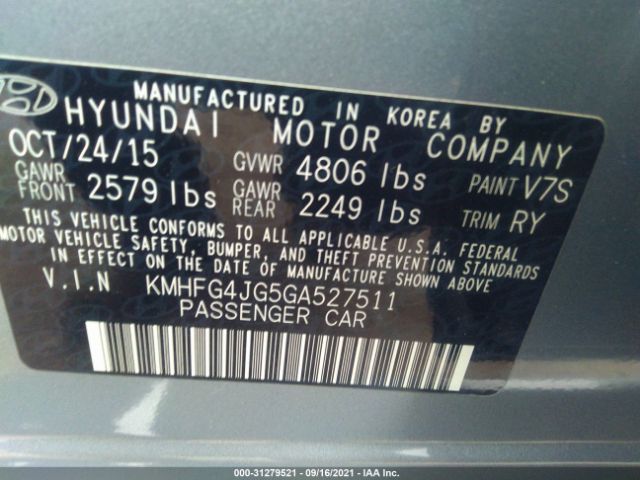 MANUFACTURED IN KOREA BY
HYUNDAI MOTOR COMPANY
OCT/24/15 GVWR 4806 lbs PAINT V7S
GAWR FRONT 2579 lbs GAWR REAR 2249 lbs TRIM RY
THIS VEHICLE CONFORMS TO ALL APPLICABLE U.S.A. FEDERAL
MOTOR VEHICLE SAFETY, BUMPER, AND THEFT PREVENTION STANDARDS
IN EFFECT ON THE DATE OF MANUFACTURE SHOWN ABOVE.
V.I.N KMHFG4JG5GA527511
PASSENGER CAR
000-31279521 - 09/16/2021 - IAA Inc.